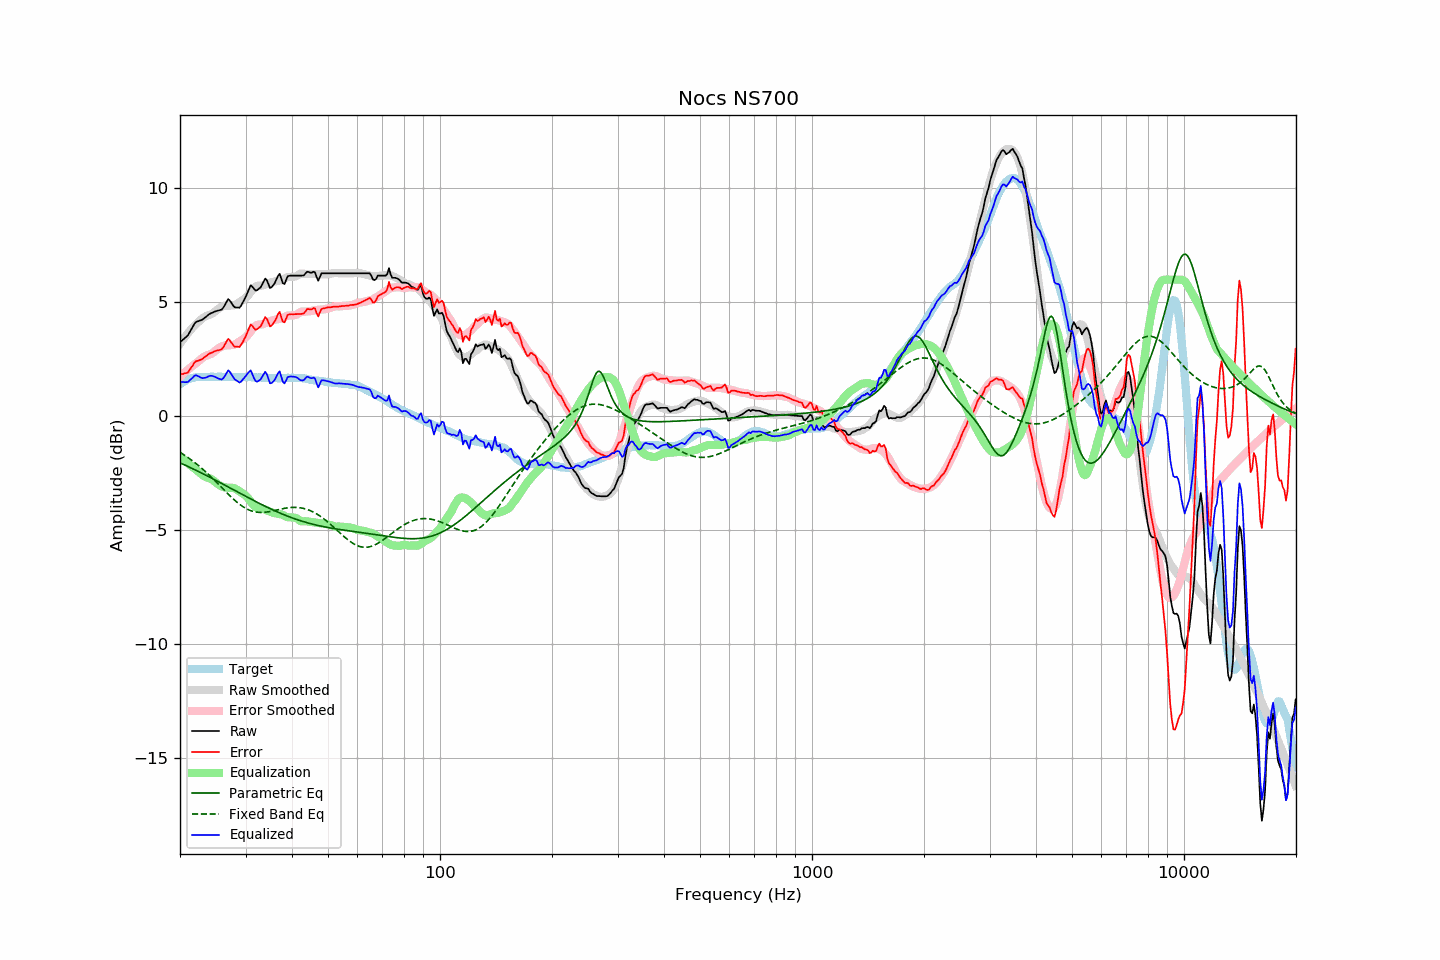 Nocs NS700
Amplitude (dBr)
10
5
0
−5
−10
−15
Target
Raw Smoothed
Error Smoothed
Raw
Error
Equalization
Parametric Eq
Fixed Band Eq
Equalized
100
1000
10000
Frequency (Hz)